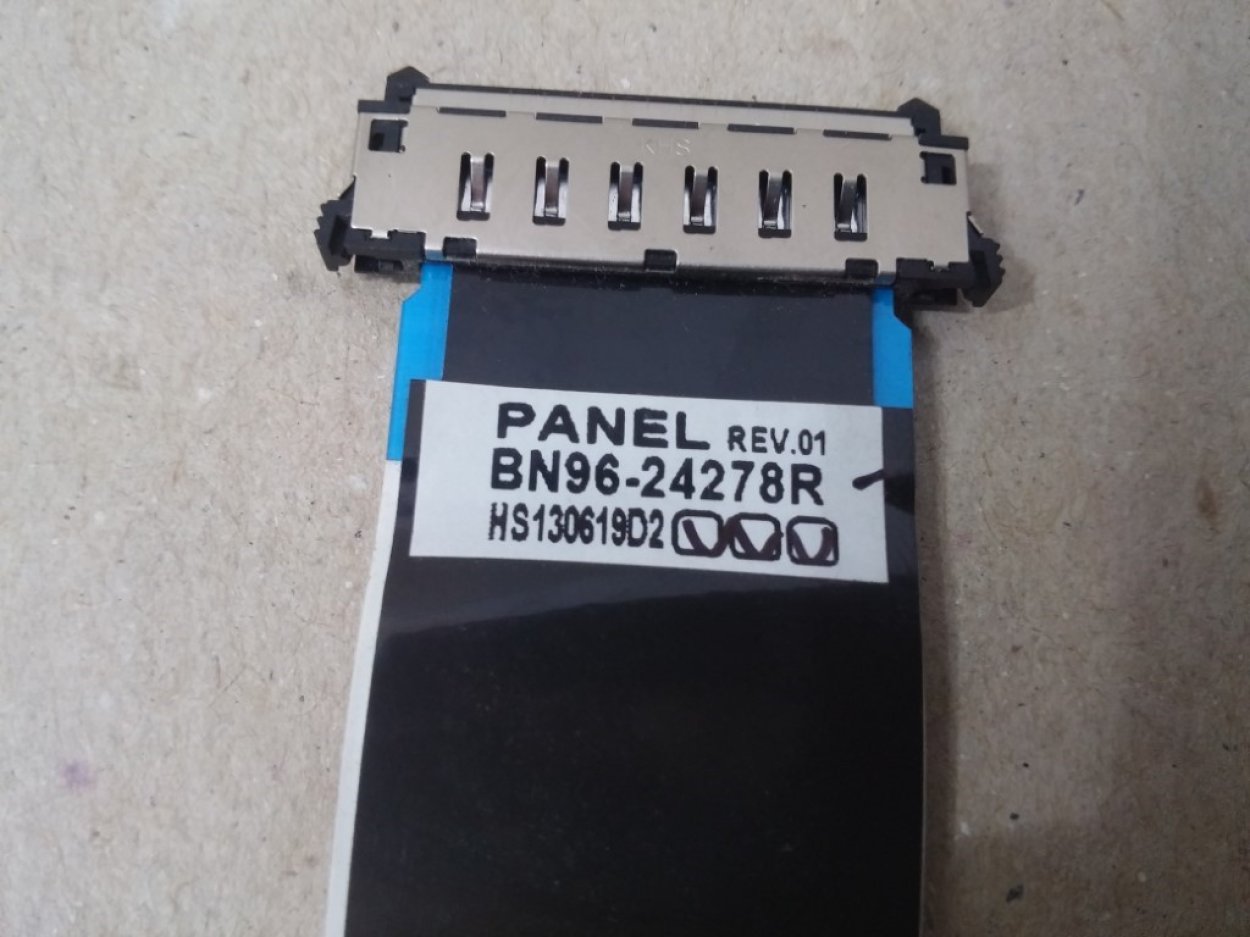 PANEL REV.01
BN96-24278R
HS130619D2